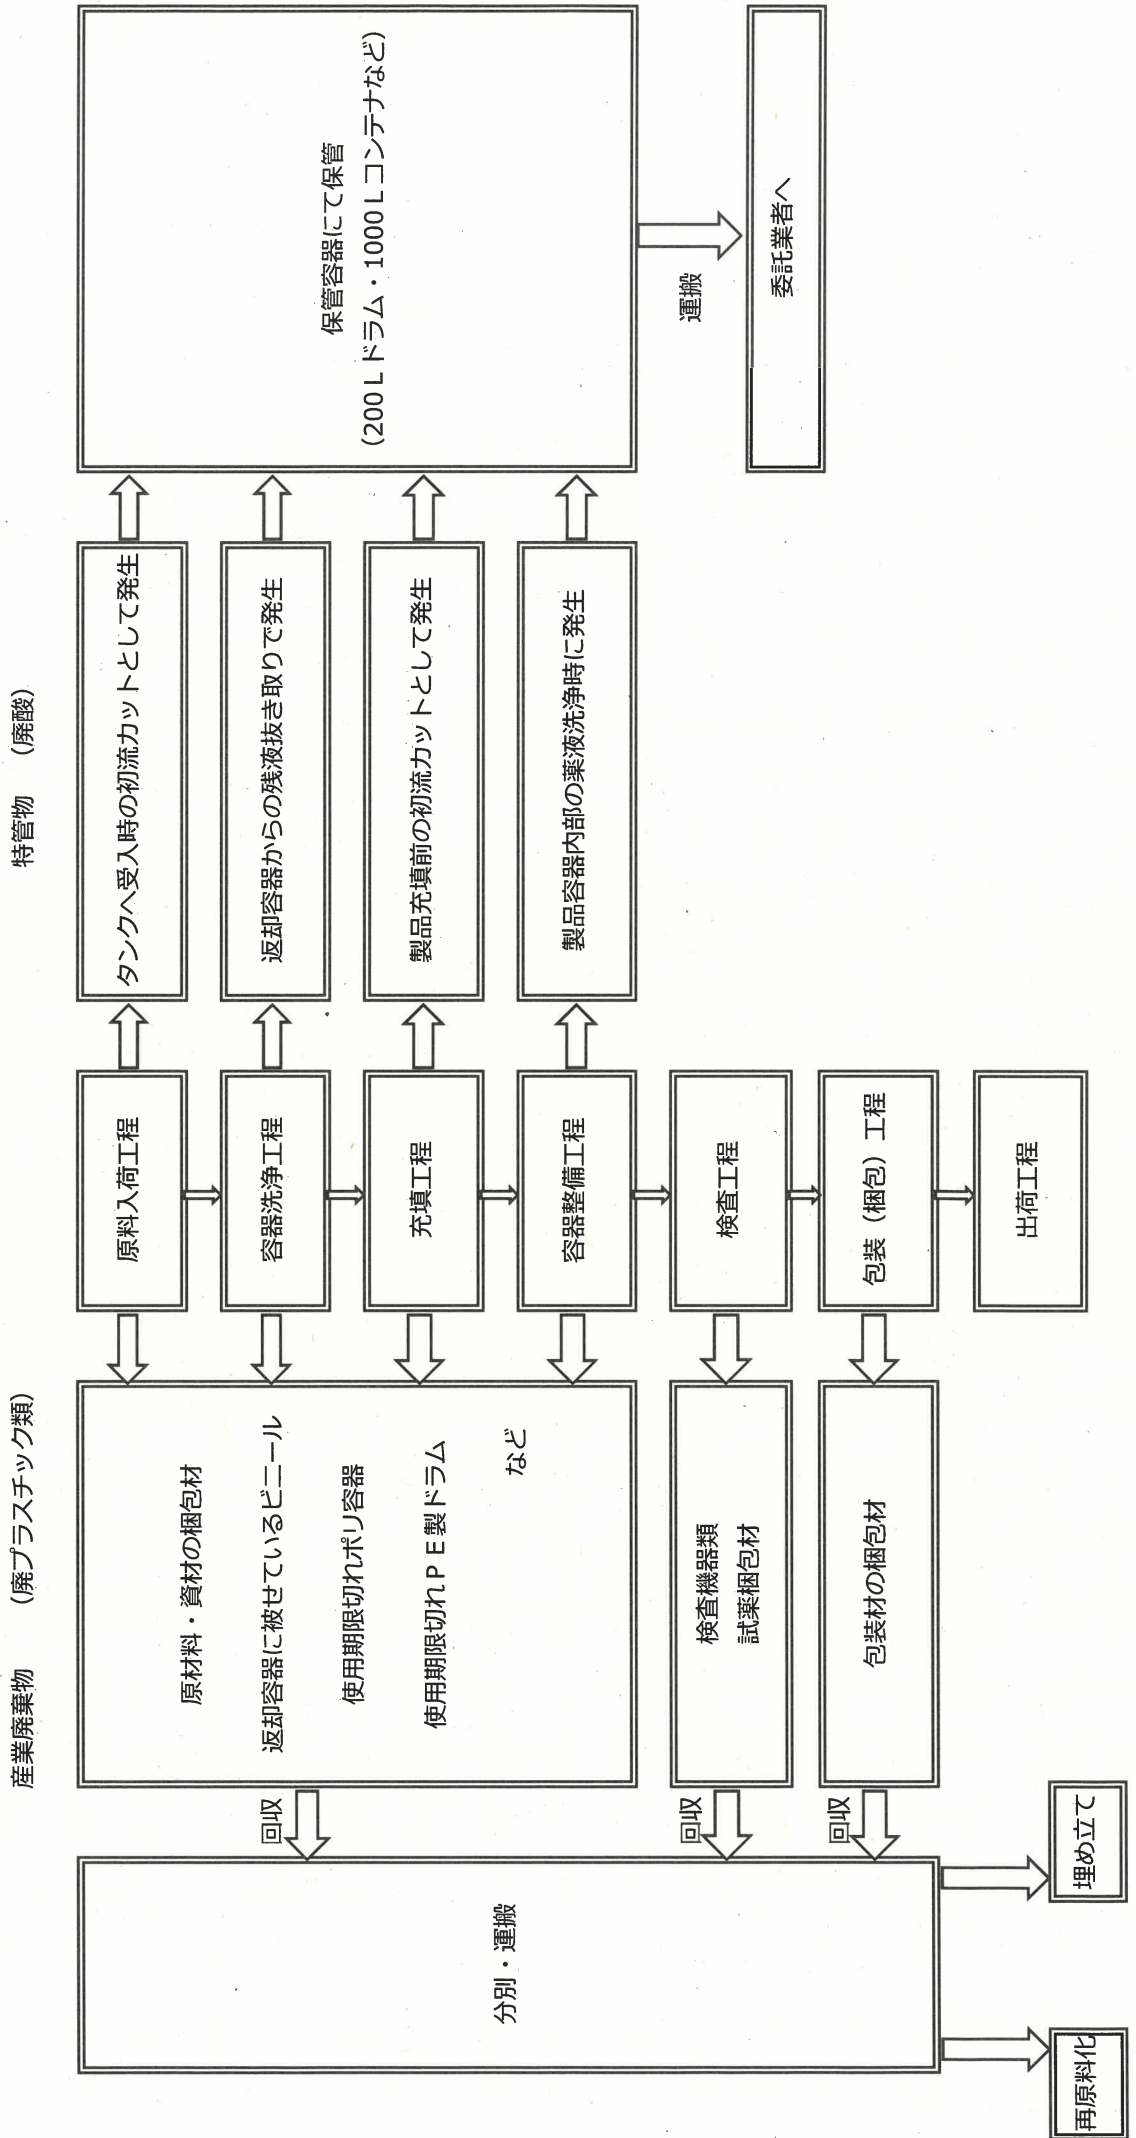 産業廃棄物　（廃プラスチック類）
特管物　（廃酸）
分別・運搬
回収
原材料・資材の梱包材
返却容器に被せているビニール
使用期限切れポリ容器
使用期限切れＰＥ製ドラム
など
原料入荷工程
タンクへ受入時の初流カットとして発生
保管容器にて保管
(200Ｌドラム・1000Ｌコンテナなど)
容器洗浄工程
返却容器からの残液抜き取りで発生
充填工程
製品充填前の初流カットとして発生
容器整備工程
製品容器内部の薬液洗浄時に発生
回収
検査機器類
試薬梱包材
検査工程
運搬
委託業者へ
回収
包装材の梱包材
包装（梱包）工程
出荷工程
再原料化
埋め立て